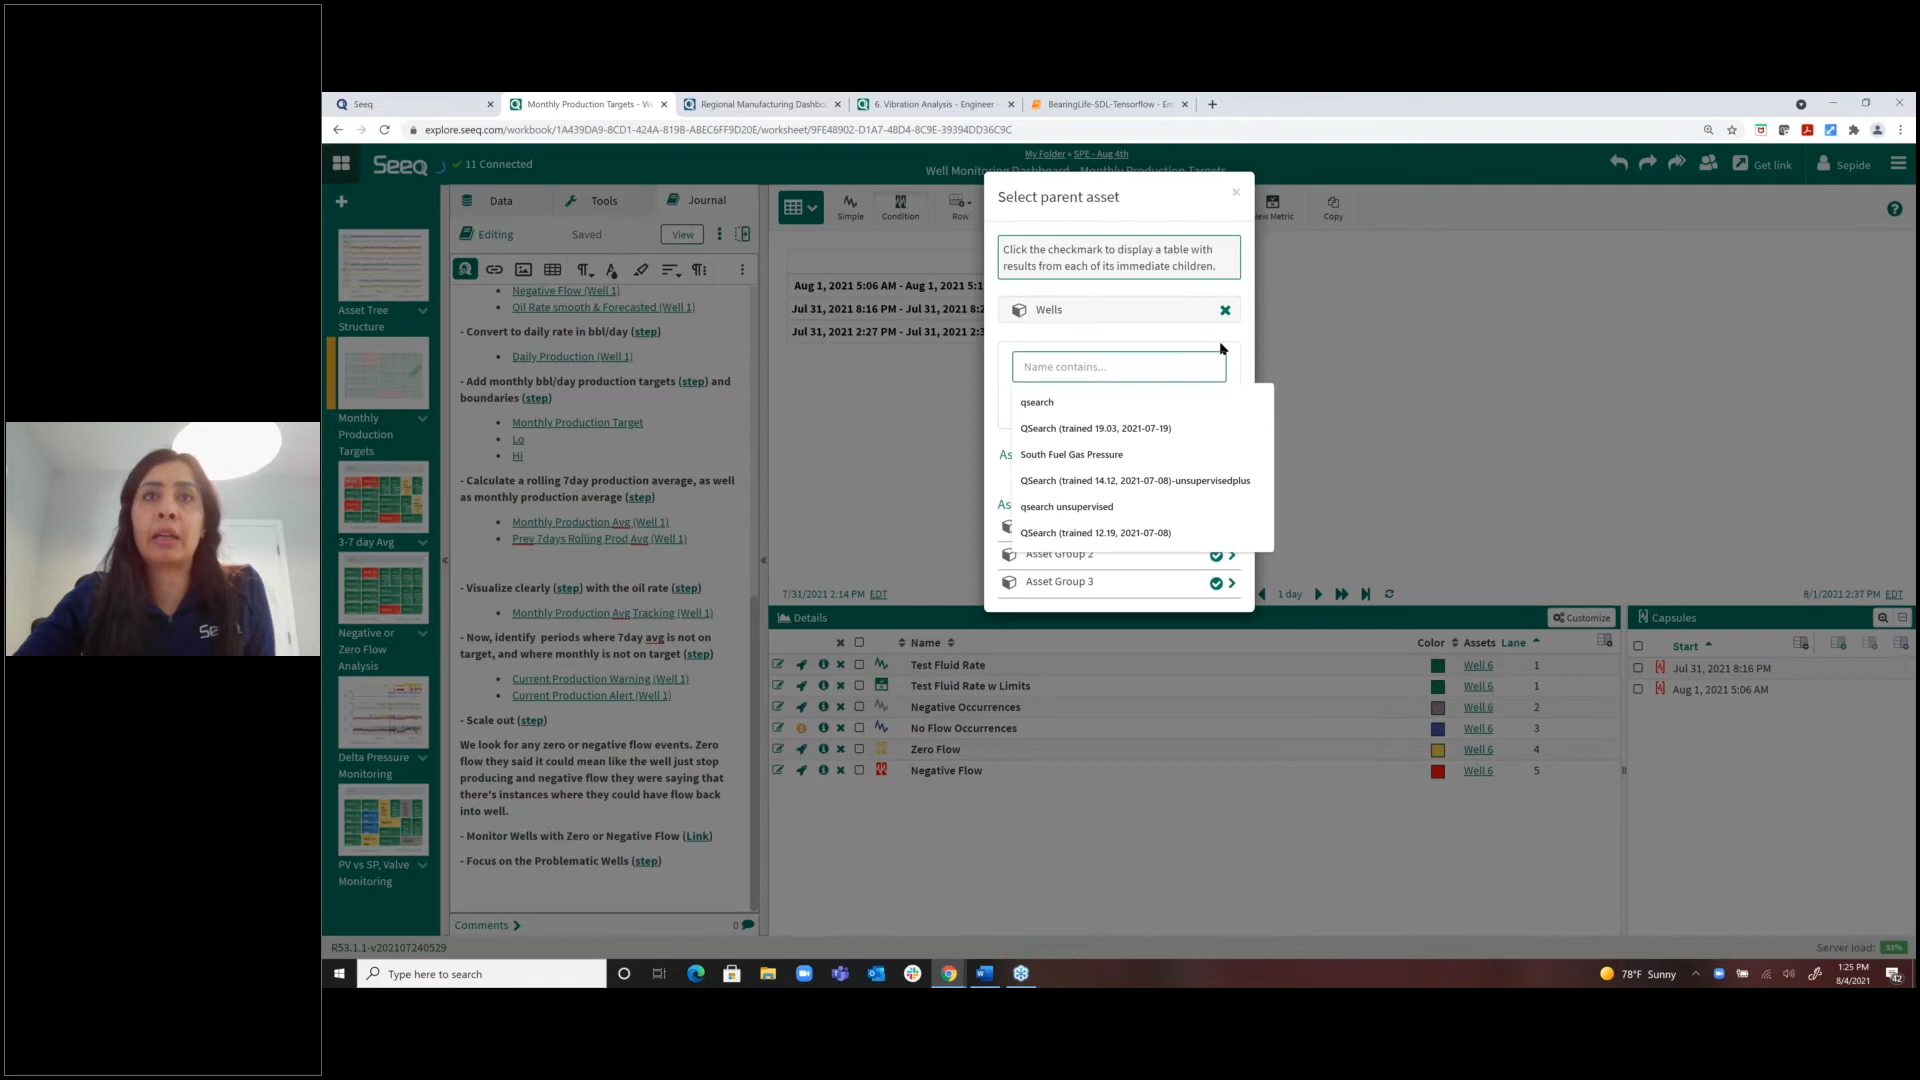 Seeq
Monthly Production Targets - We
Regional Manufacturing Dashbo
6. Vibration Analysis - Engineer
BearingLife-SDL-Tensorflow - Em
explore.seeq.com/workbook/1A439DA9-8CD1-424A-819B-ABEC6FF9D20E/worksheet/9FE48902-D1A7-48D4-8C9E-39394DD36C9C
Seeq
11 Connected
My Folder » SPE - Aug 4th
Well Monitoring Dashboard - Monthly Production Targets
Get link
Sepide
Asset Tree
Structure
Monthly
Production
Targets
3-7 day Avg
Negative or
Zero Flow
Analysis
Delta Pressure
Monitoring
PV vs SP, Valve
Monitoring
Data
Tools
Journal
Editing
Saved
View
Negative Flow (Well 1)
Oil Rate smooth & Forecasted (Well 1)
- Convert to daily rate in bbl/day (step)
Daily Production (Well 1)
- Add monthly bbl/day production targets (step) and
boundaries (step)
Monthly Production Target
Lo
Hi
- Calculate a rolling 7day production average, as well
as monthly production average (step)
Monthly Production Avg (Well 1)
Prev 7days Rolling Prod Avg (Well 1)
- Visualize clearly (step) with the oil rate (step)
Monthly Production Avg Tracking (Well 1)
- Now, identify periods where 7day avg is not on
target, and where monthly is not on target (step)
Current Production Warning (Well 1)
Current Production Alert (Well 1)
- Scale out (step)
We look for any zero or negative flow events. Zero
flow they said it could mean like the well just stop
producing and negative flow they were saying that
there's instances where they could have flow back
into well.
- Monitor Wells with Zero or Negative Flow (Link)
- Focus on the Problematic Wells (step)
Comments
0
Simple
Condition
Row
New Metric
Copy
Aug 1, 2021 5:06 AM - Aug 1, 2021 5:1
Jul 31, 2021 8:16 PM - Jul 31, 2021 8:2
Jul 31, 2021 2:27 PM - Jul 31, 2021 2:3
Select parent asset
×
Click the checkmark to display a table with
results from each of its immediate children.
Wells
Name contains...
qsearch
QSearch (trained 19.03, 2021-07-19)
South Fuel Gas Pressure
QSearch (trained 14.12, 2021-07-08)-unsupervisedplus
qsearch unsupervised
QSearch (trained 12.19, 2021-07-08)
As
As
Asset Group 2
Asset Group 3
7/31/2021 2:14 PM EDT
1 day
8/1/2021 2:37 PM EDT
Details
Customize
Name
Color
Assets
Lane
Test Fluid Rate
Well 6
1
Test Fluid Rate w Limits
Well 6
1
Negative Occurrences
Well 6
2
No Flow Occurrences
Well 6
3
Zero Flow
Well 6
4
Negative Flow
Well 6
5
Capsules
Start
Jul 31, 2021 8:16 PM
Aug 1, 2021 5:06 AM
R53.1.1-v202107240529
Server load:
Type here to search
78°F Sunny
1:25 PM
8/4/2021
42